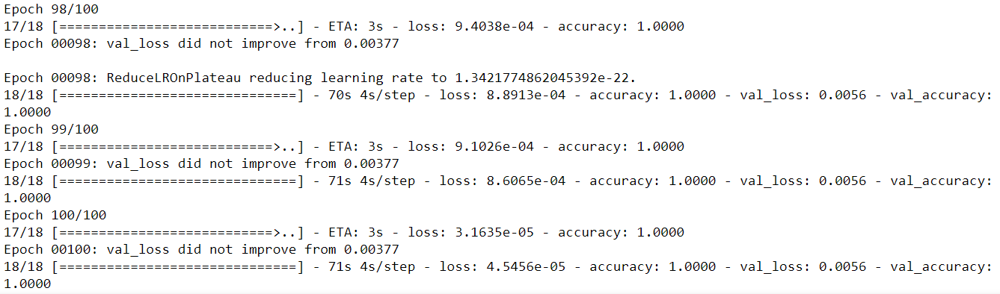 Epoch 98/100
17/18 [===========================>..] - ETA: 3s - loss: 9.4038e-04 - accuracy: 1.0000
Epoch 00098: val_loss did not improve from 0.00377
Epoch 00098: ReduceLROnPlateau reducing learning rate to 1.3421774862045392e-22.
18/18 [==============================] - 70s 4s/step - loss: 8.8913e-04 - accuracy: 1.0000 - val_loss: 0.0056 - val_accuracy:
1.0000
Epoch 99/100
17/18 [===========================>..] - ETA: 3s - loss: 9.1026e-04 - accuracy: 1.0000
Epoch 00099: val_loss did not improve from 0.00377
18/18 [==============================] - 71s 4s/step - loss: 8.6065e-04 - accuracy: 1.0000 - val_loss: 0.0056 - val_accuracy:
1.0000
Epoch 100/100
17/18 [===========================>..] - ETA: 3s - loss: 3.1635e-05 - accuracy: 1.0000
Epoch 00100: val_loss did not improve from 0.00377
18/18 [==============================] - 71s 4s/step - loss: 4.5456e-05 - accuracy: 1.0000 - val_loss: 0.0056 - val_accuracy:
1.0000